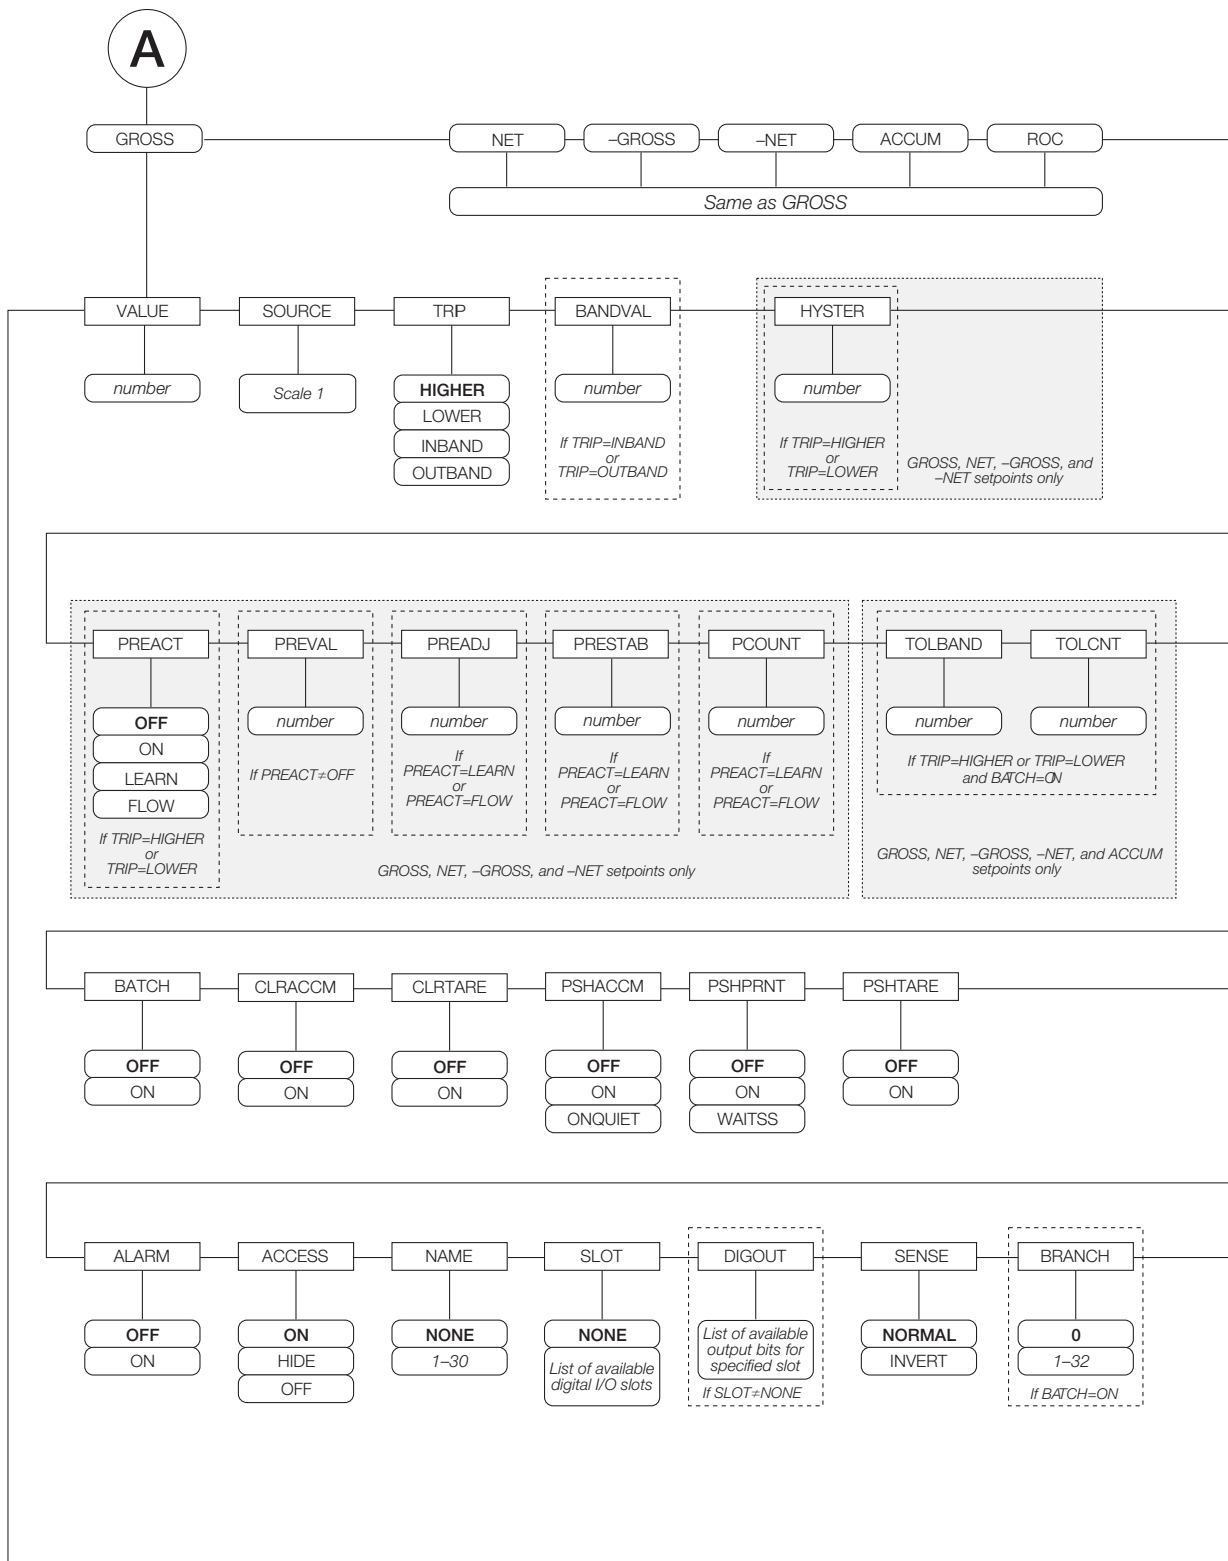 A
GROSS
NET
–GROSS
–NET
ACCUM
ROC
Same as GROSS
VALUE
SOURCE
TRIP
BANDVAL
HYSTER
number
Scale 1
HIGHER
LOWER
INBAND
OUTBAND
number
If TRIP=INBAND
or
TRIP=OUTBAND
number
If TRIP=HIGHER
or
TRIP=LOWER
GROSS, NET, –GROSS, and
–NET setpoints only
PREACT
PREVAL
PREADJ
PRESTAB
PCOUNT
TOLBAND
TOLCNT
OFF
ON
LEARN
FLOW
If TRIP=HIGHER
or
TRIP=LOWER
number
If PREACT≠OFF
number
If
PREACT=LEARN
or
PREACT=FLOW
number
If
PREACT=LEARN
or
PREACT=FLOW
number
If
PREACT=LEARN
or
PREACT=FLOW
GROSS, NET, –GROSS, and –NET setpoints only
number
number
If TRIP=HIGHER or TRIP=LOWER
and BATCH=ON
GROSS, NET, –GROSS, –NET, and ACCUM
setpoints only
BATCH
CLRACCM
CLRTARE
PSHACCM
PSHPRNT
PSHTARE
OFF
ON
OFF
ON
OFF
ON
OFF
ON
ONQUIET
OFF
ON
WAITSS
OFF
ON
ALARM
ACCESS
NAME
SLOT
DIGOUT
SENSE
BRANCH
OFF
ON
ON
HIDE
OFF
NONE
1–30
NONE
List of available
digital I/O slots
List of available
output bits for
specified slot
If SLOT≠NONE
NORMAL
INVERT
0
1–32
If BATCH=ON